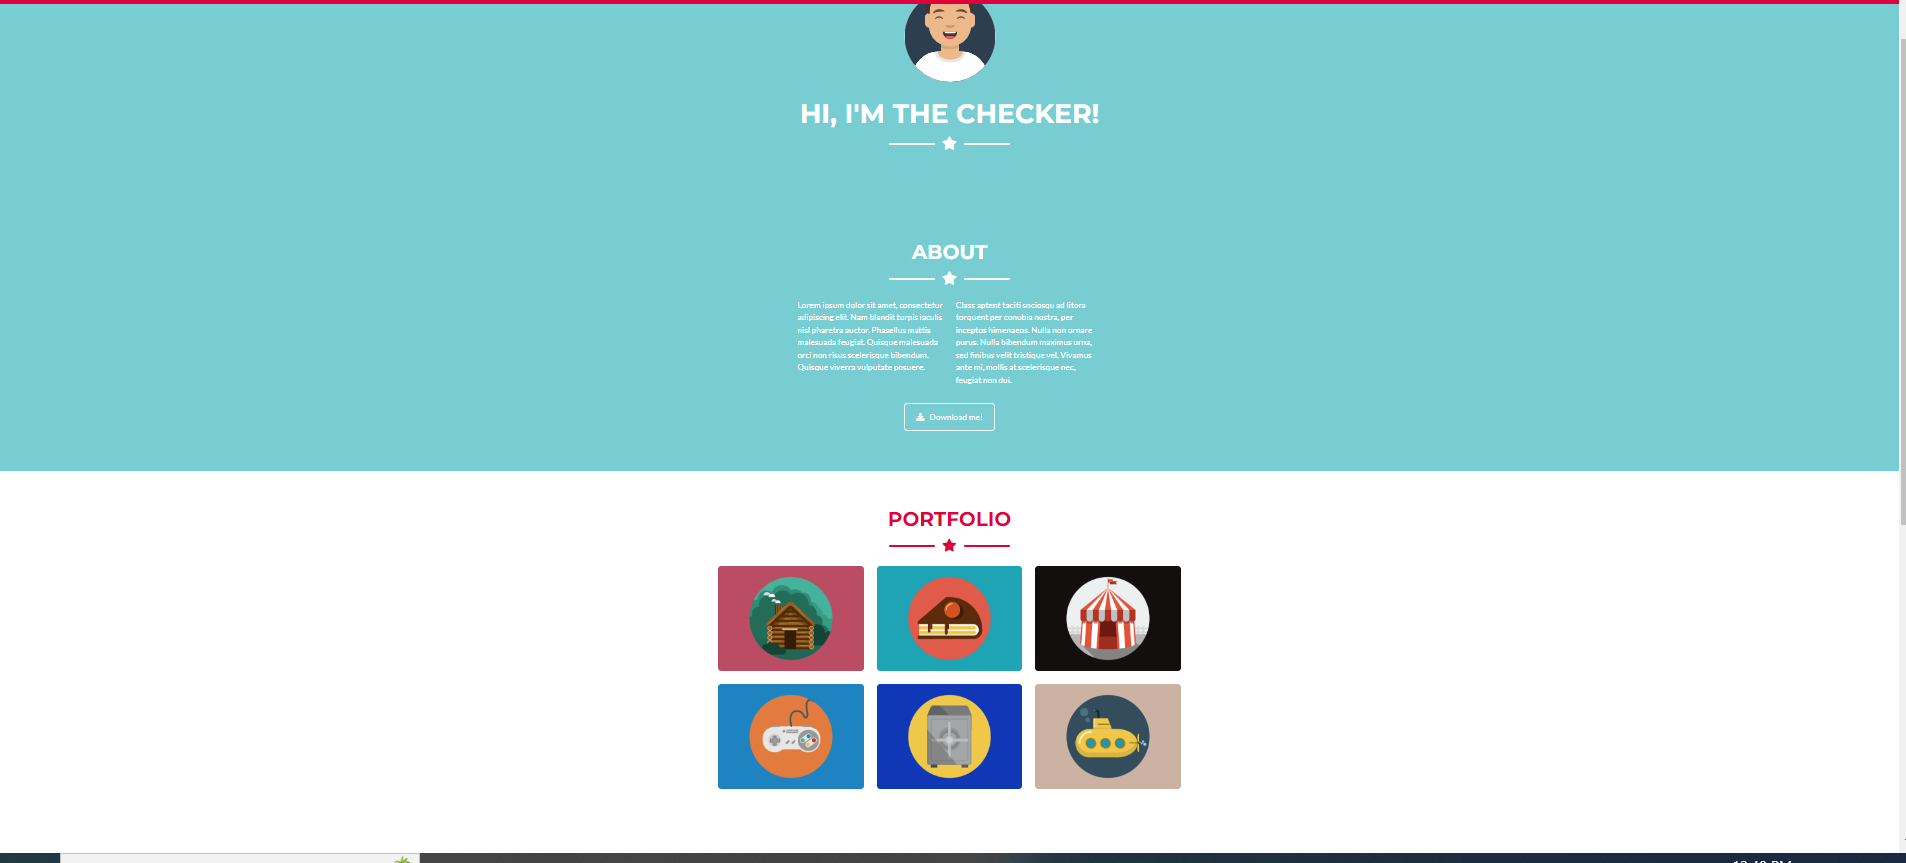 HI, I'M THE CHECKER!
ABOUT
Lorem ipsum dolor sit amet, consectetur
adipiscing elit. Nam blandit turpis iaculis
nisl pharetra auctor. Phasellus mattis
malesuada feugiat. Quisque malesuada
orci non risus scelerisque bibendum.
Quisque viverra vulputate posuere.
Class aptent taciti sociosqu ad litora
torquent per conubia nostra, per
inceptos himenaeos. Nulla non ornare
purus. Nulla bibendum maximus urna,
sed finibus velit tristique vel. Vivamus
ante mi, mollis at scelerisque nec,
feugiat non dui.
Download me!
PORTFOLIO